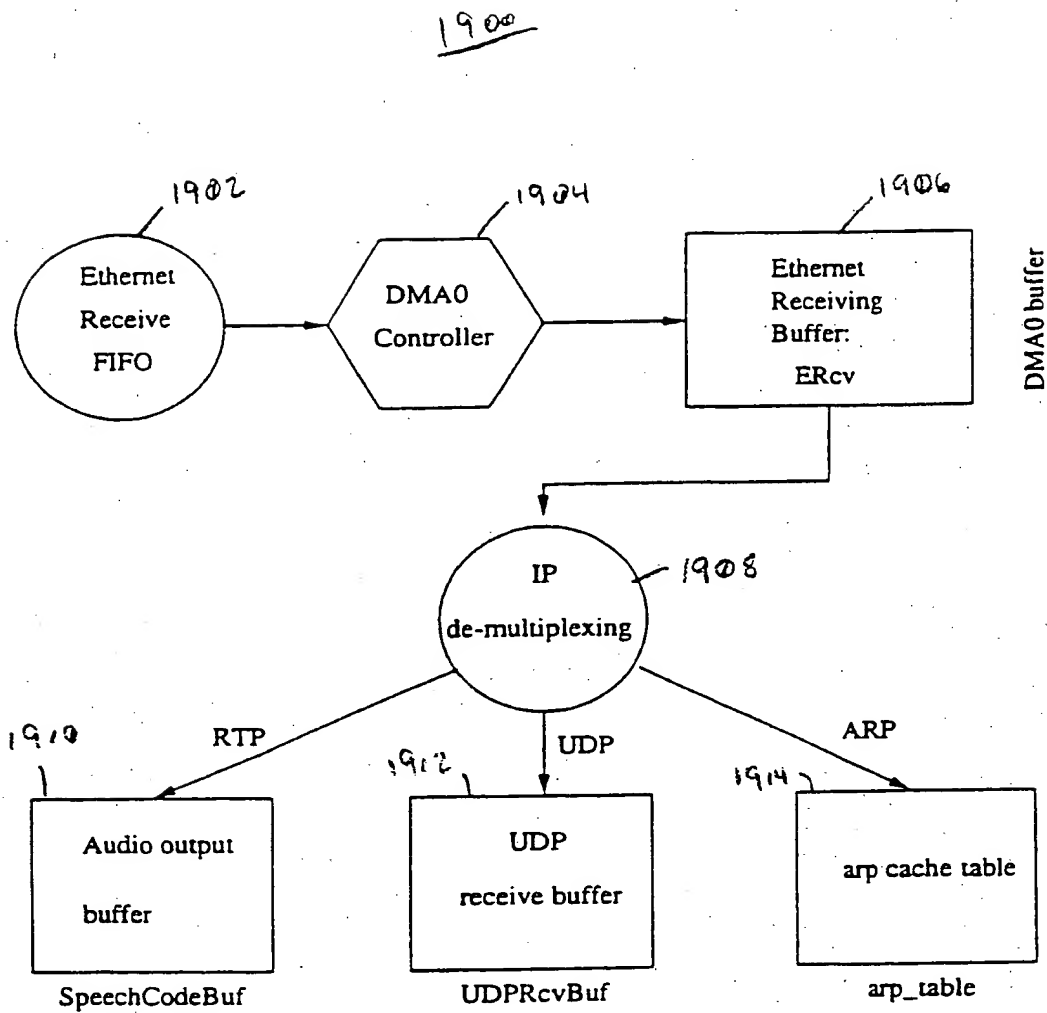 1900
1902
1904
1906
Ethernet
Receive
FIFO
DMA0
Controller
Ethernet
Receiving
Buffer:
ERcv
DMA0 buffer
IP
de-multiplexing
1908
RTP
UDP
ARP
1910
1912
1914
Audio output
buffer
UDP
receive buffer
arp cache table
SpeechCodeBuf
UDPRcvBuf
arp_table